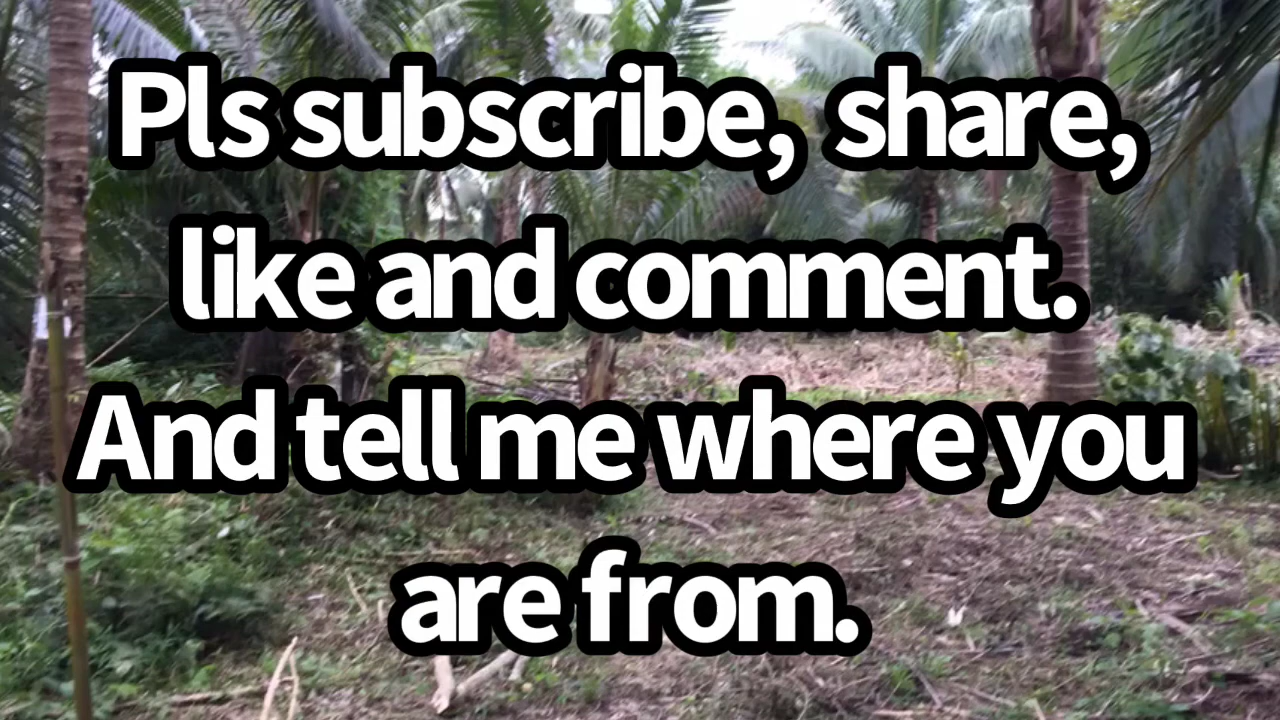 Pls subscribe, share,
like and comment.
And tell me where you
are from.